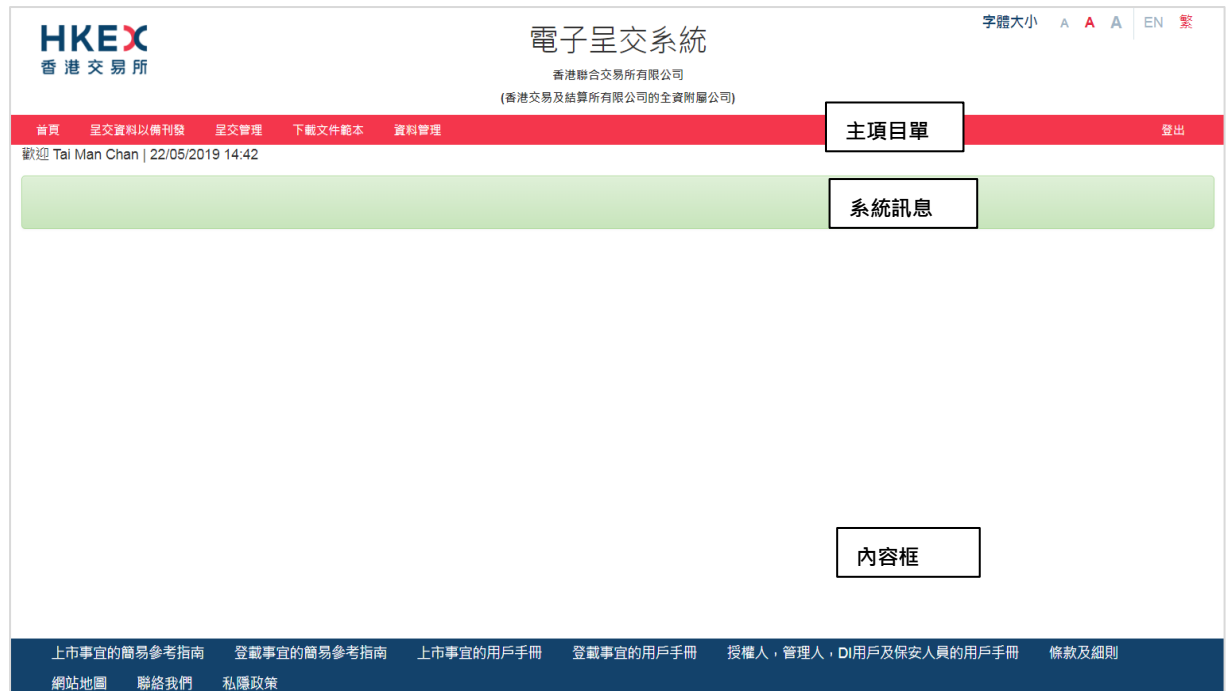 HKEX
香港交易所
電子呈交系統
香港聯合交易所有限公司
(香港交易及結算所有限公司的全資附屬公司)
字體大小 A A A EN 繁
首頁 呈交資料以備刊發 呈交管理 下載文件範本 資料管理 主項目單 登出
歡迎 Tai Man Chan | 22/05/2019 14:42
系統訊息
內容框
上市事宜的簡易參考指南 登載事宜的簡易參考指南 上市事宜的用戶手冊 登載事宜的用戶手冊 授權人，管理人，DI用戶及保安人員的用戶手冊 條款及細則
網站地圖 聯絡我們 私隱政策